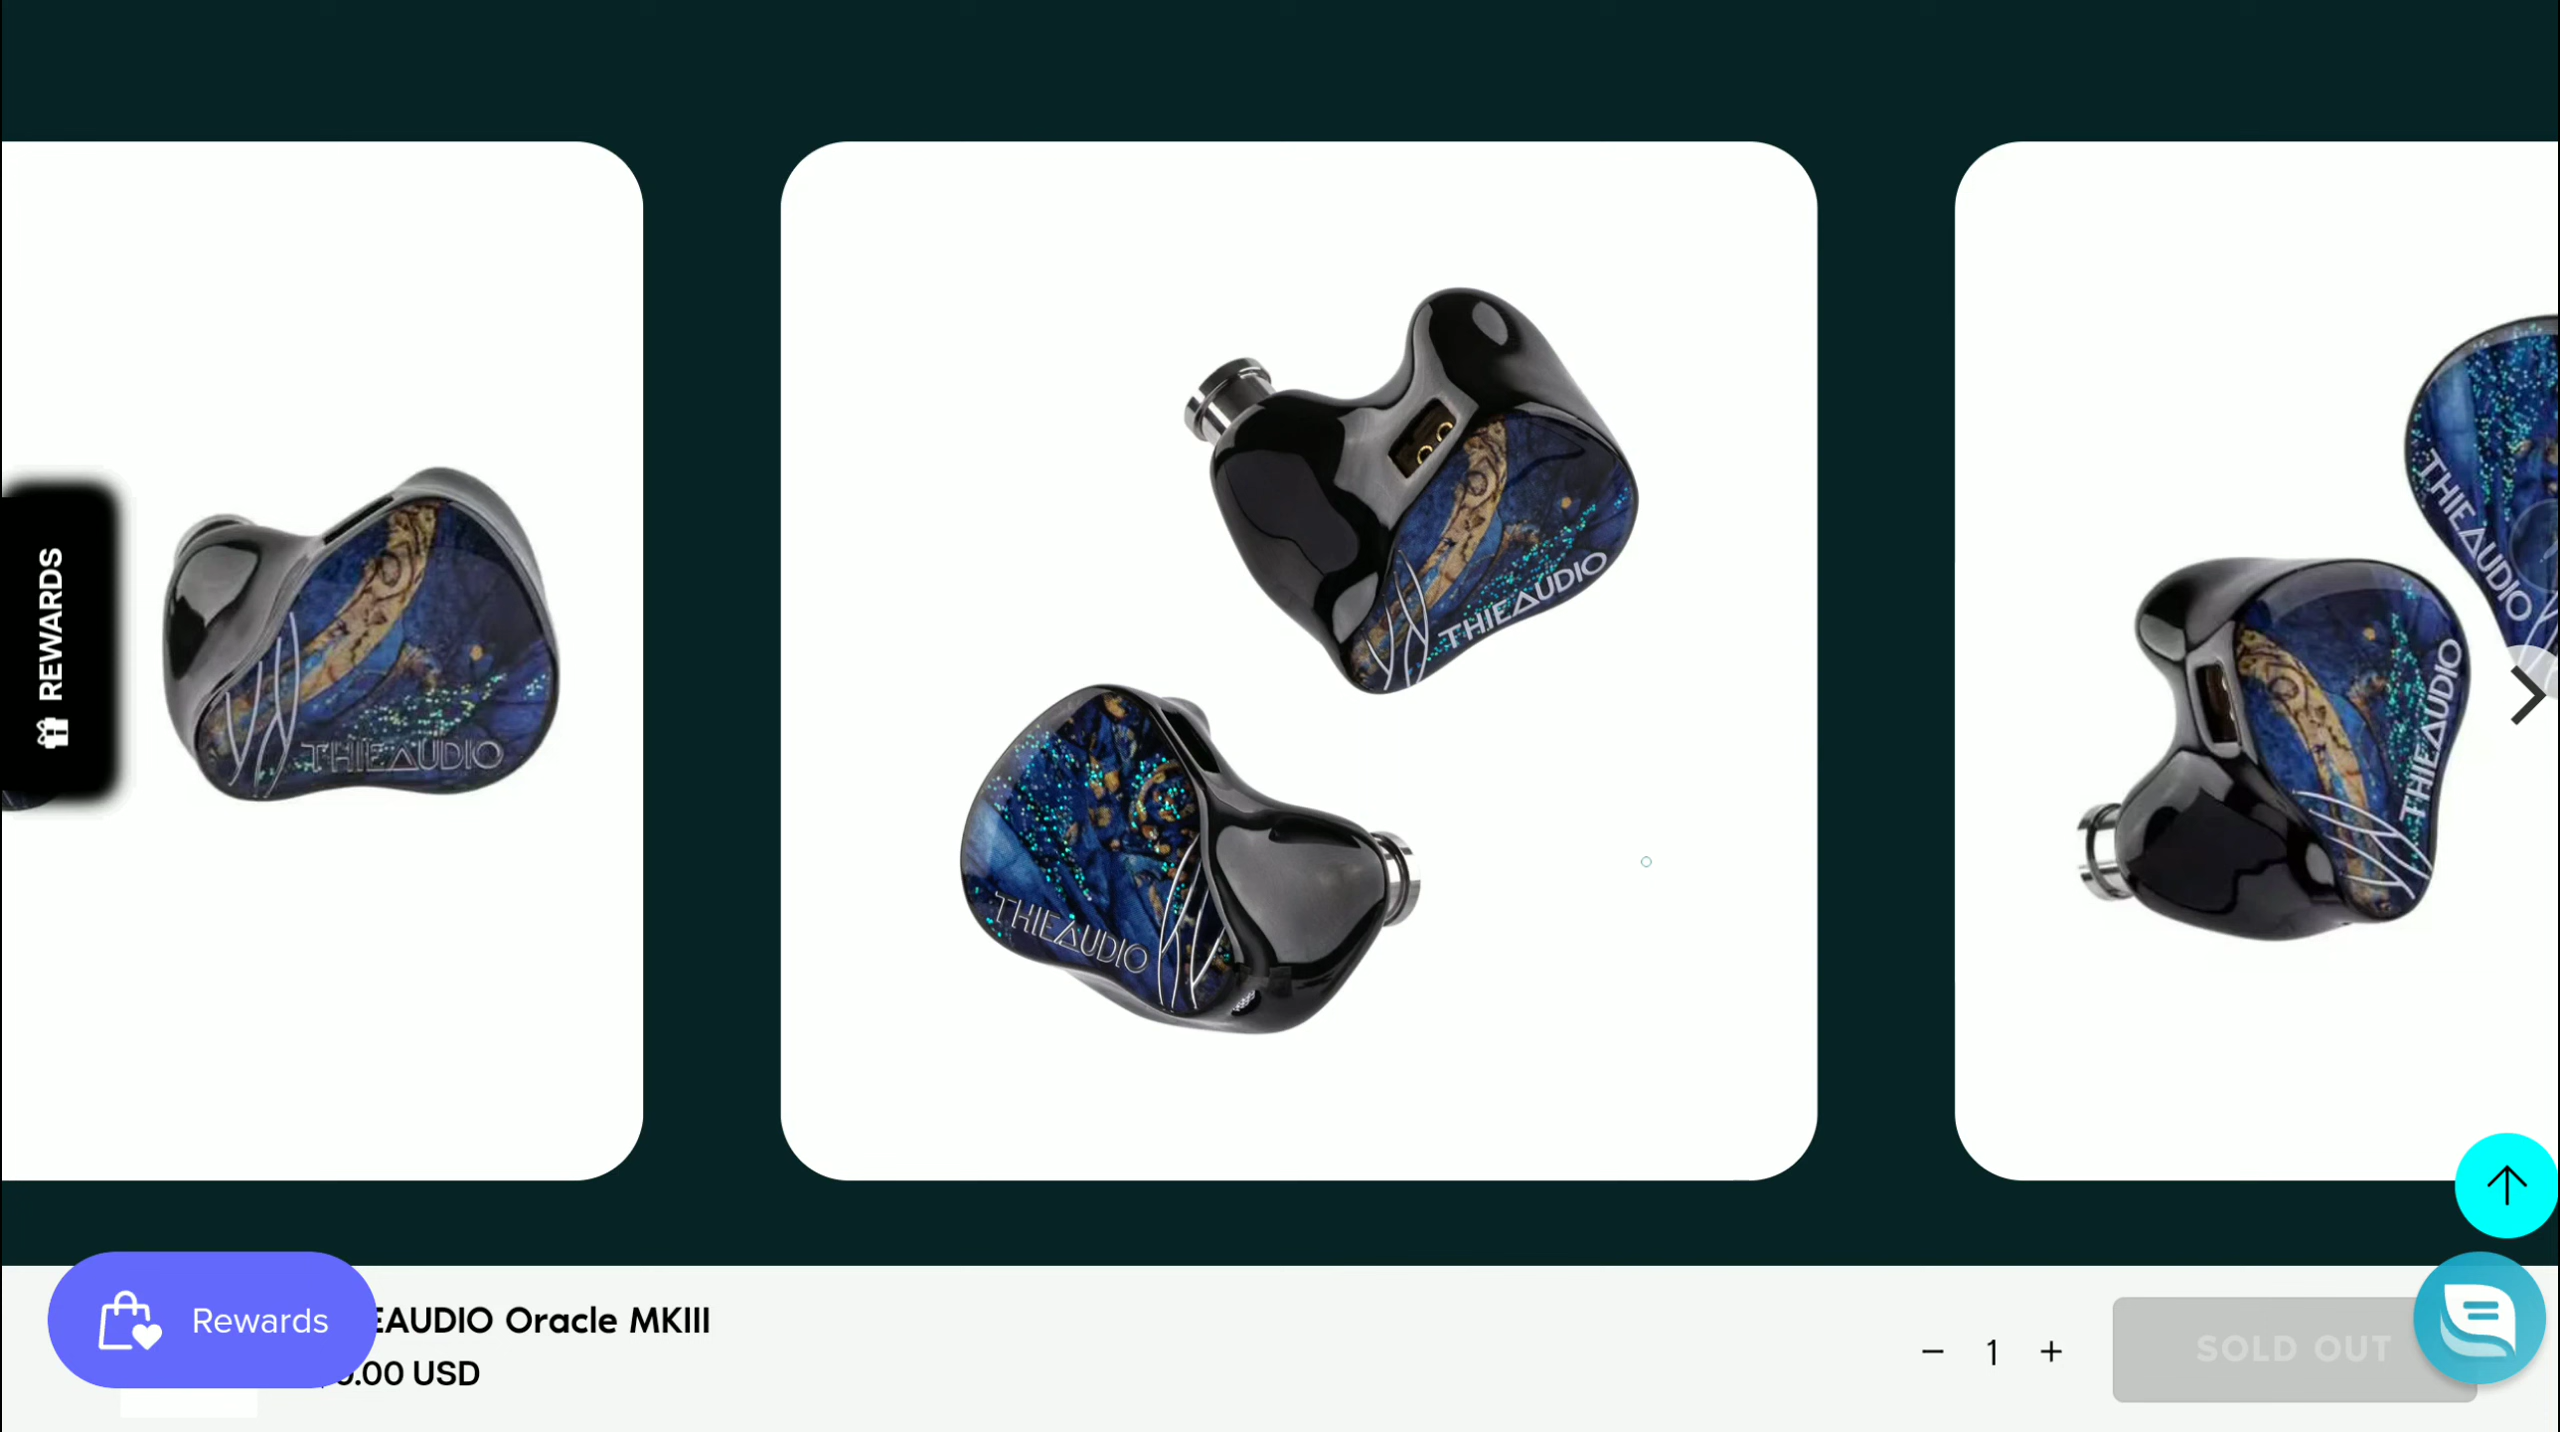 REWARDS
THIEAUDIO
THIEAUDIO
THIEAUDIO
THIEAUDIO
THIEAUDIO
Rewards
EAUDIO Oracle MKIII
.00 USD
− 1 +
SOLD OUT